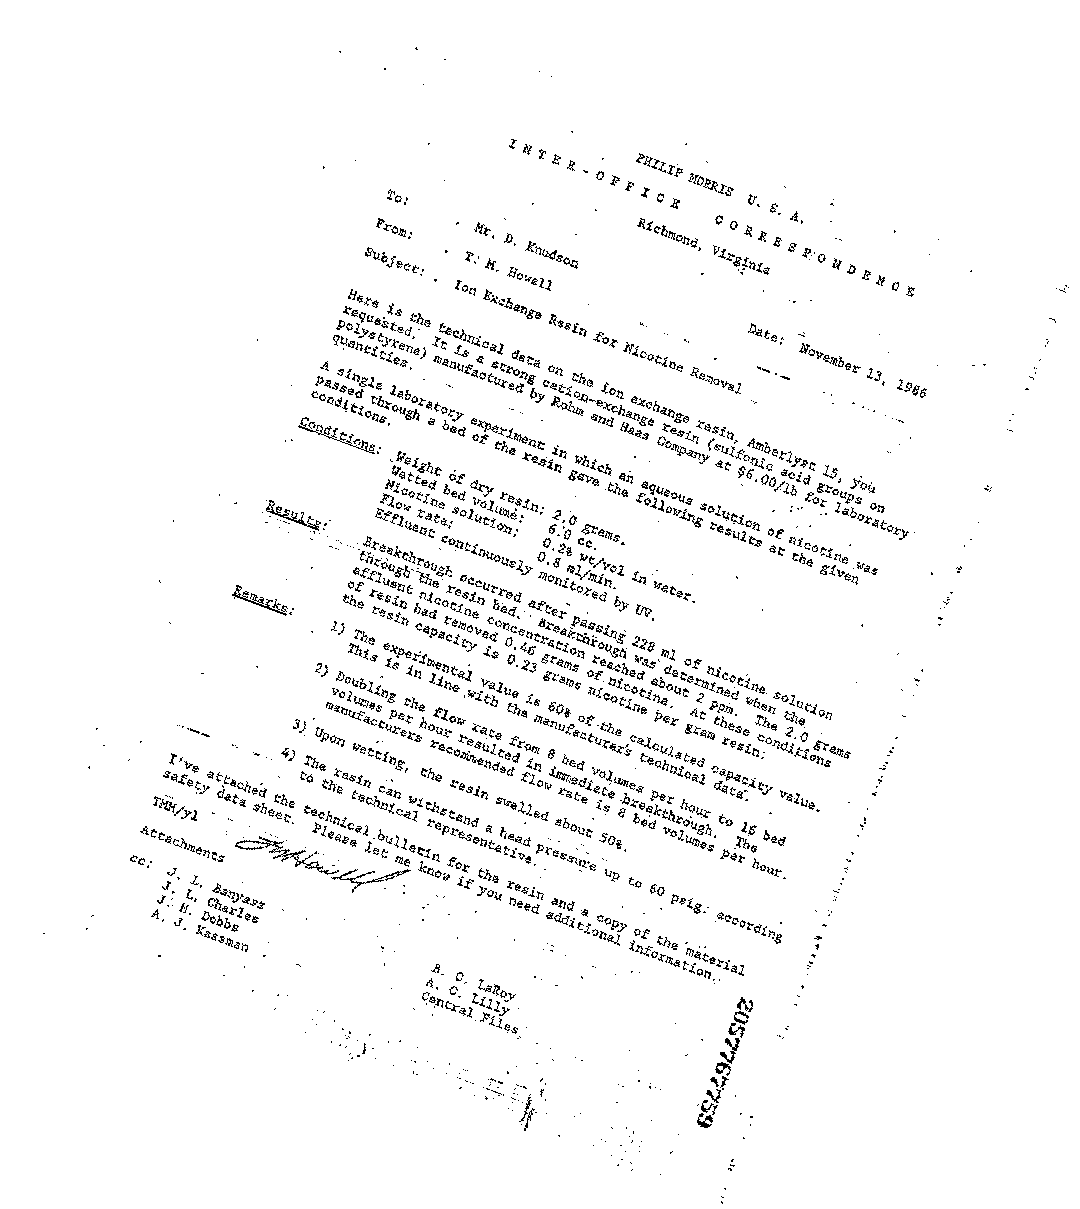 PHILIP MORRIS U. S. A.
INTER-OFFICE CORRESPONDENCE
Richmond, Virginia
To: Mr. D. Knudson
Date: November 13, 1986
From: T. M. Howell
Subject: Ion Exchange Resin for Nicotine Removal
Here is the technical data on the ion exchange resin, Amberlyst 15, you
requested. It is a strong cation-exchange resin (sulfonic acid groups on
polystyrene) manufactured by Rohm and Haas Company at $6.00/lb for laboratory
quantities.
A single laboratory experiment in which an aqueous solution of nicotine was
passed through a bed of the resin gave the following results at the given
conditions.
Conditions: Weight of dry resin: 2.0 grams.
Wetted bed volume: 6.0 cc.
Nicotine solution: 0.2% wt/vol in water.
Flow rate: 0.8 ml/min.
Effluent continuously monitored by UV.
Results: Breakthrough occurred after passing 228 ml of nicotine solution
through the resin bed. Breakthrough was determined when the
effluent nicotine concentration reached about 2 ppm. The 2.0 grams
of resin bed removed 0.46 grams of nicotine. At these conditions
the resin capacity is 0.23 grams nicotine per gram resin.
Remarks: 1) The experimental value is 60% of the calculated capacity value.
This is in line with the manufacturer's technical data.
2) Doubling the flow rate from 8 bed volumes per hour to 16 bed
volumes per hour resulted in immediate breakthrough. The
manufacturers recommended flow rate is 8 bed volumes per hour.
3) Upon wetting, the resin swelled about 50%.
4) The resin can withstand a head pressure up to 60 psig. according
to the technical representative.
I've attached the technical bulletin for the resin and a copy of the material
safety data sheet. Please let me know if you need additional information.
TMH/yl
Attachments
cc: J. L. Banyasz
J. L. Charles
J. H. Dobbs
A. J. Kassman
R. C. LeRoy
A. C. Lilly
Central Files
2057767759